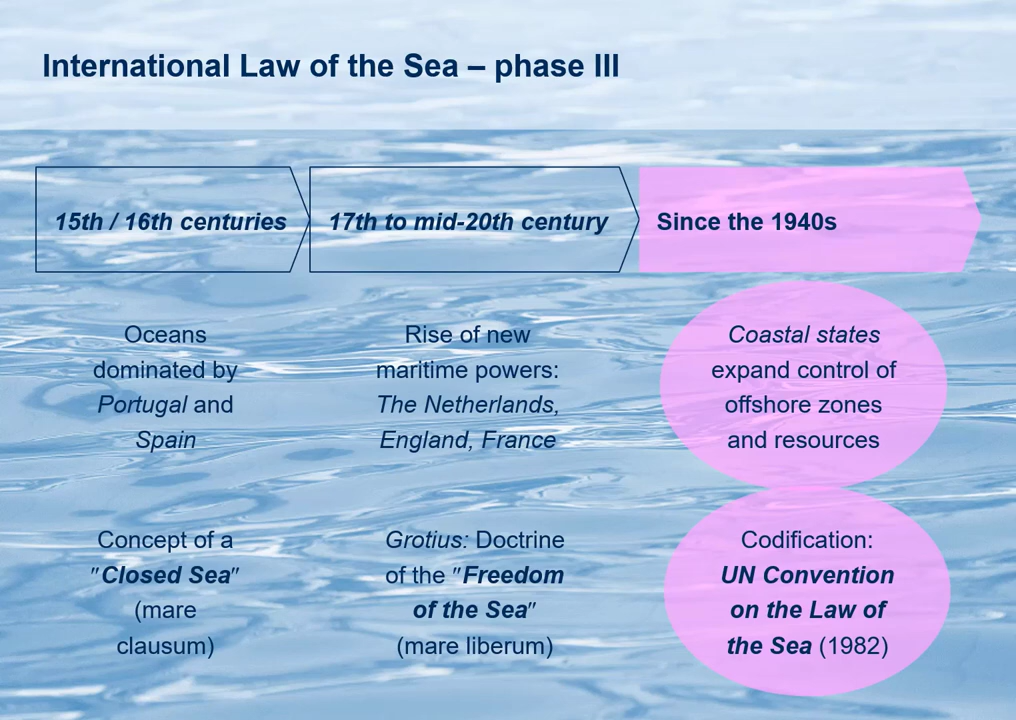 International Law of the Sea – phase III
15th / 16th centuries
17th to mid-20th century
Since the 1940s
Oceans
dominated by
Portugal and
Spain
Rise of new
maritime powers:
The Netherlands,
England, France
Coastal states
expand control of
offshore zones
and resources
Concept of a
"Closed Sea"
(mare
clausum)
Grotius: Doctrine
of the "Freedom
of the Sea"
(mare liberum)
Codification:
UN Convention
on the Law of
the Sea (1982)